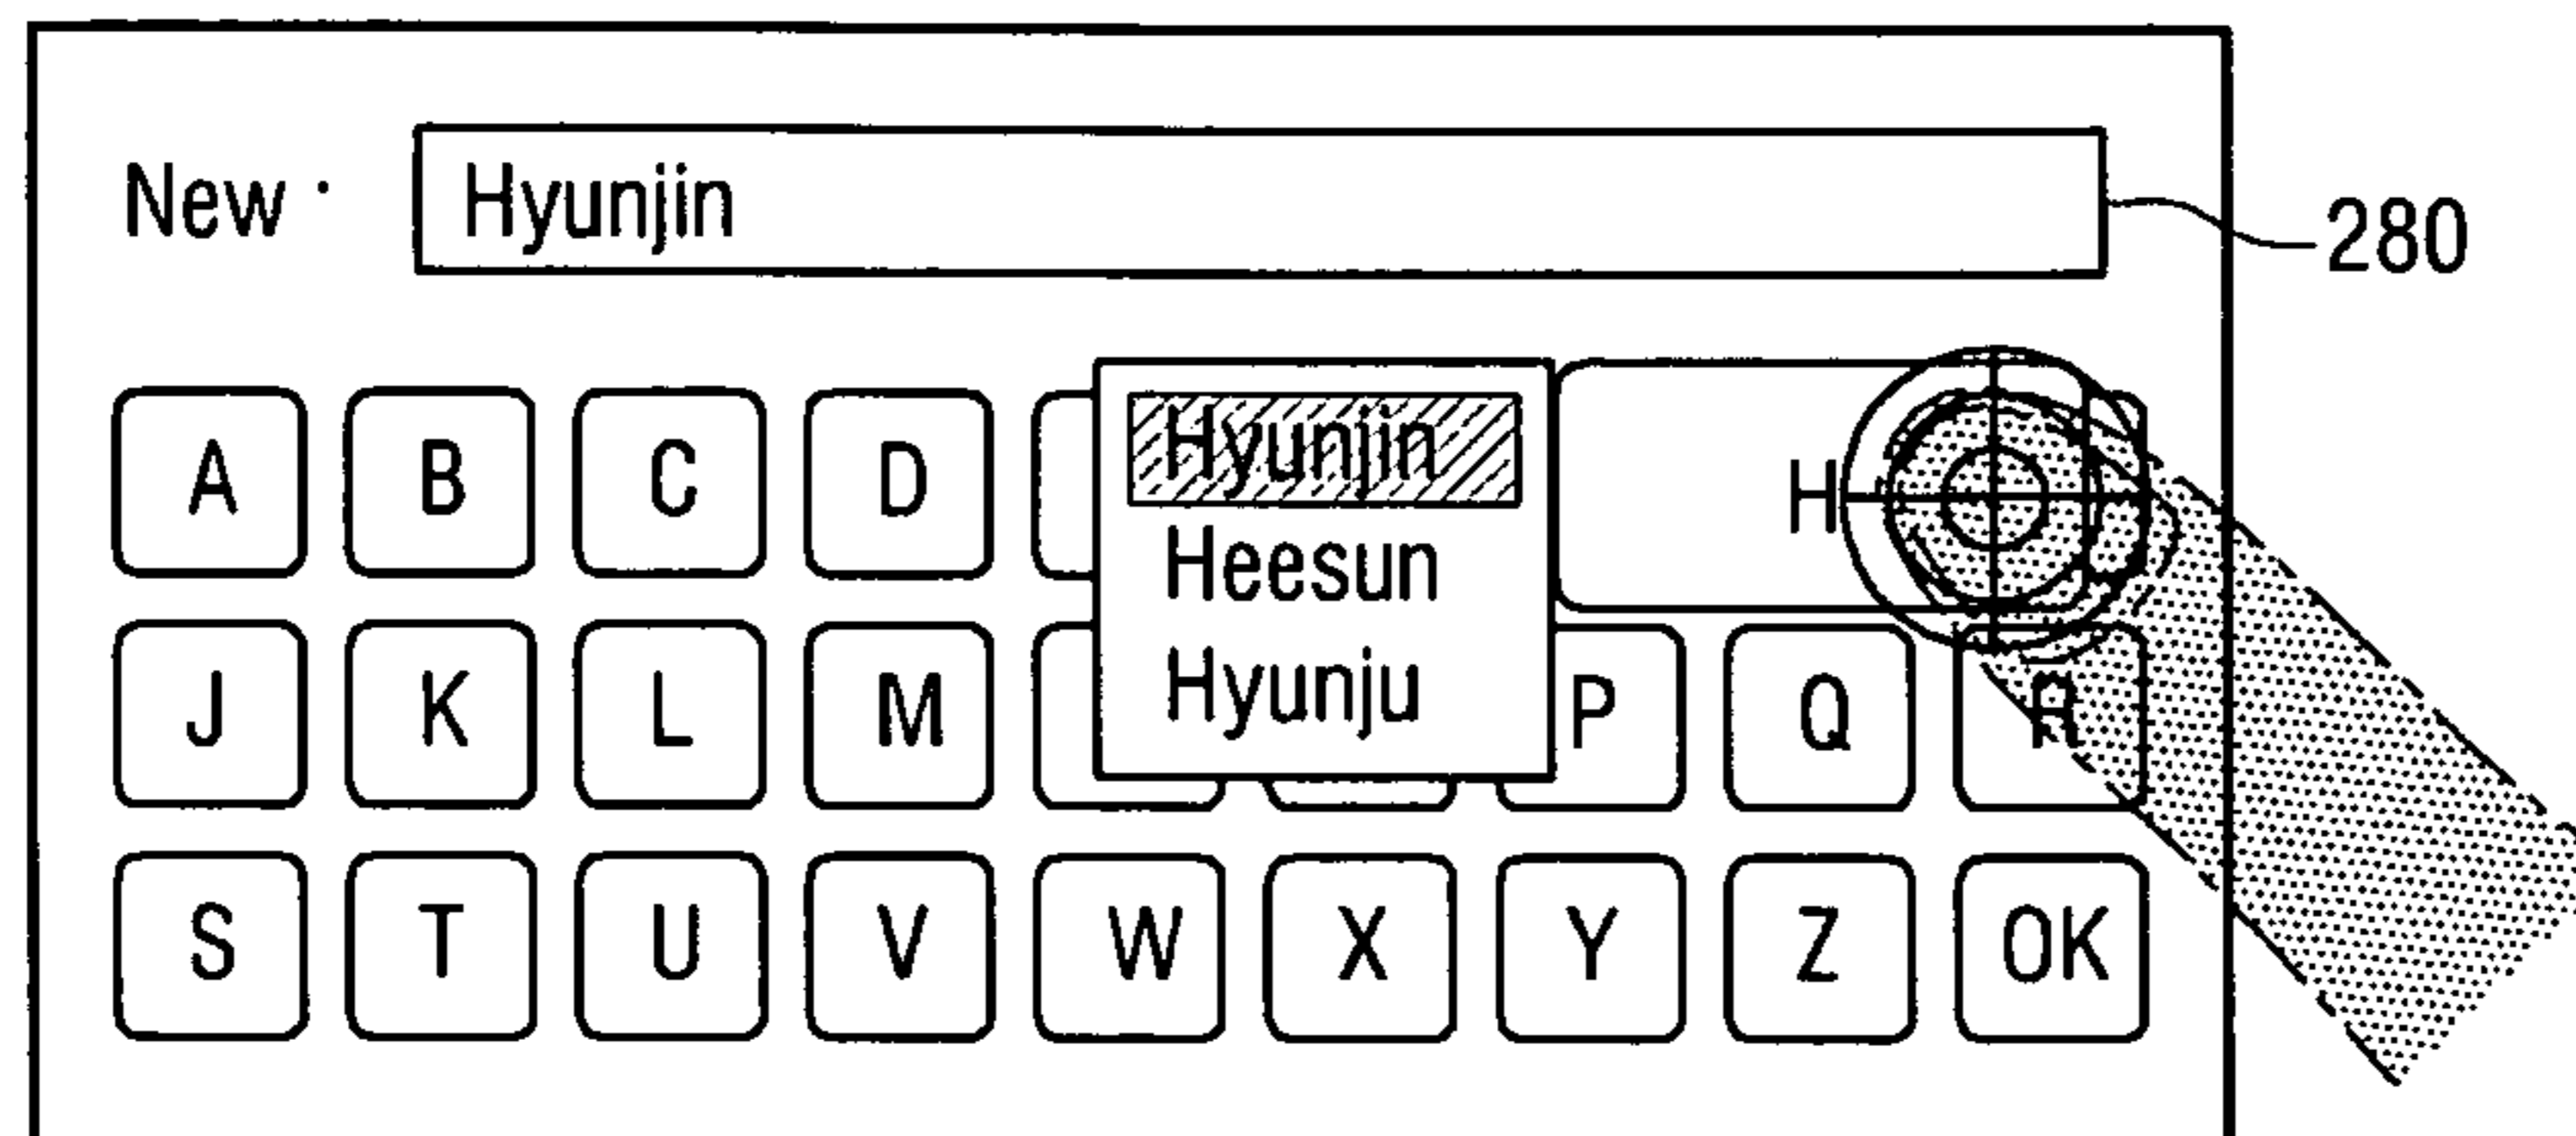 New · Hyunjin
280
A B C D Hyunjin H
Heesun
J K L M Hyunju P Q R
S T U V W X Y Z OK